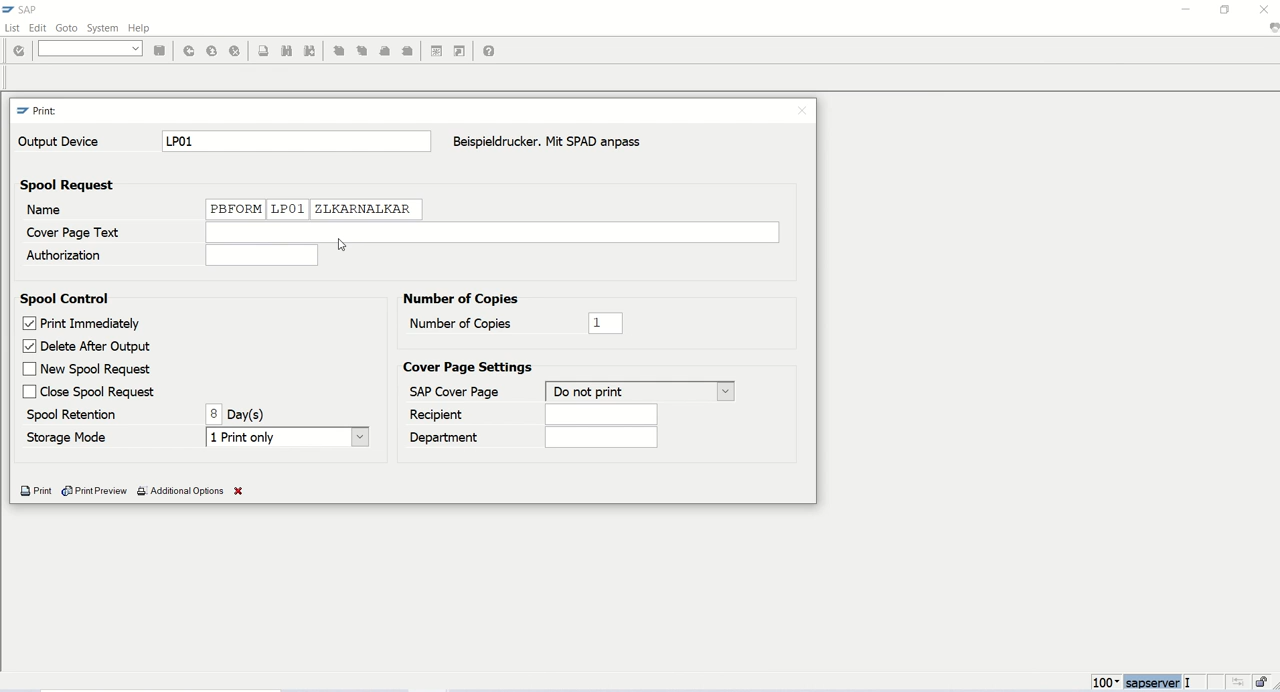 SAP
List Edit Goto System Help
Print:
Output Device LP01 Beispieldrucker. Mit SPAD anpass
Spool Request
Name PBFORM LP01 ZLKARNALKAR
Cover Page Text
Authorization
Spool Control
Print Immediately
Delete After Output
New Spool Request
Close Spool Request
Spool Retention 8 Day(s)
Storage Mode 1 Print only
Number of Copies
Number of Copies 1
Cover Page Settings
SAP Cover Page Do not print
Recipient
Department
Print Print Preview Additional Options
100 sapserver